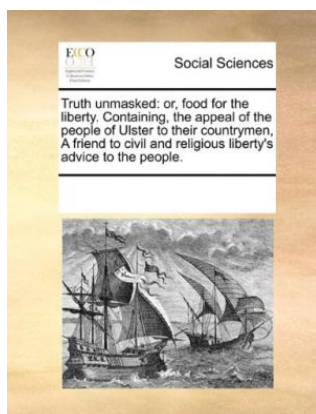 ECCO
Social Sciences
Truth unmasked: or, food for the
liberty. Containing, the appeal of the
people of Ulster to their countrymen,
A friend to civil and religious liberty's
advice to the people.